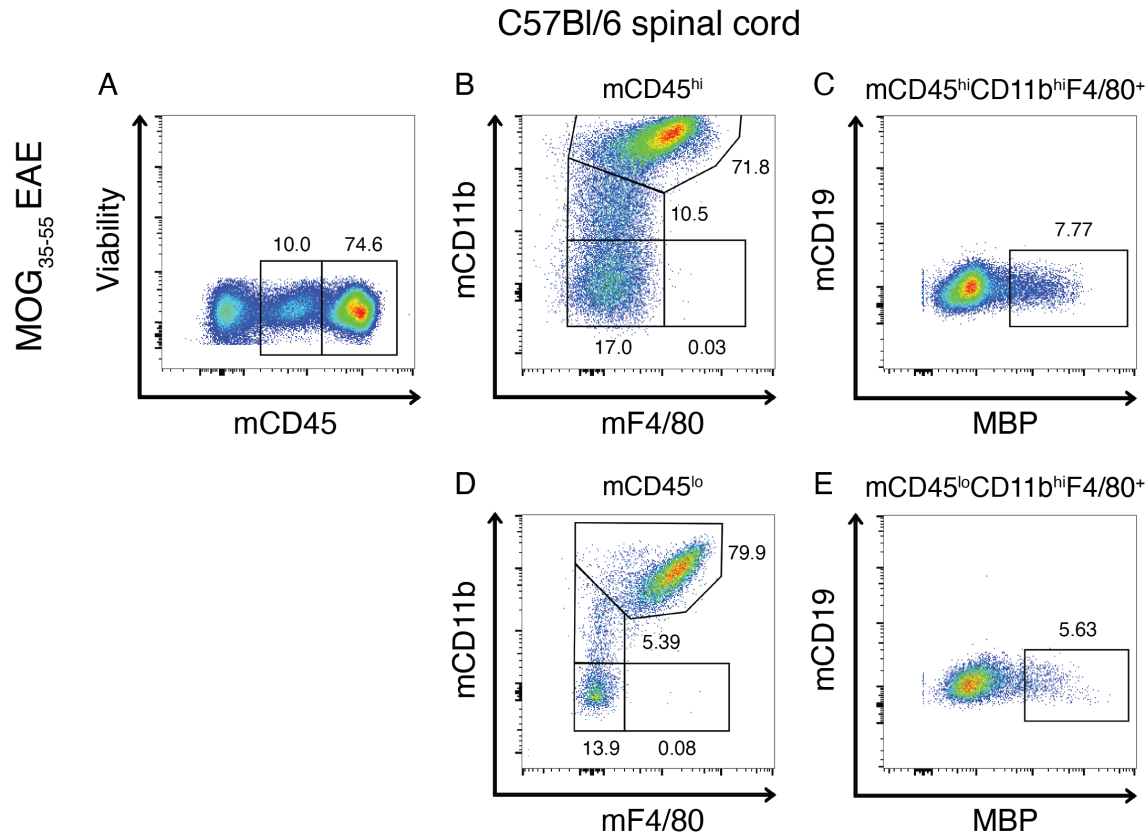 C57Bl/6 spinal cord
MOG35-55 EAE
A
Viability
10.0 74.6
mCD45
B
mCD45hi
mCD11b
71.8
10.5
17.0 0.03
mF4/80
C
mCD45hiCD11bhiF4/80+
mCD19
7.77
MBP
D
mCD45lo
mCD11b
79.9
5.39
13.9 0.08
mF4/80
E
mCD45loCD11bhiF4/80+
mCD19
5.63
MBP